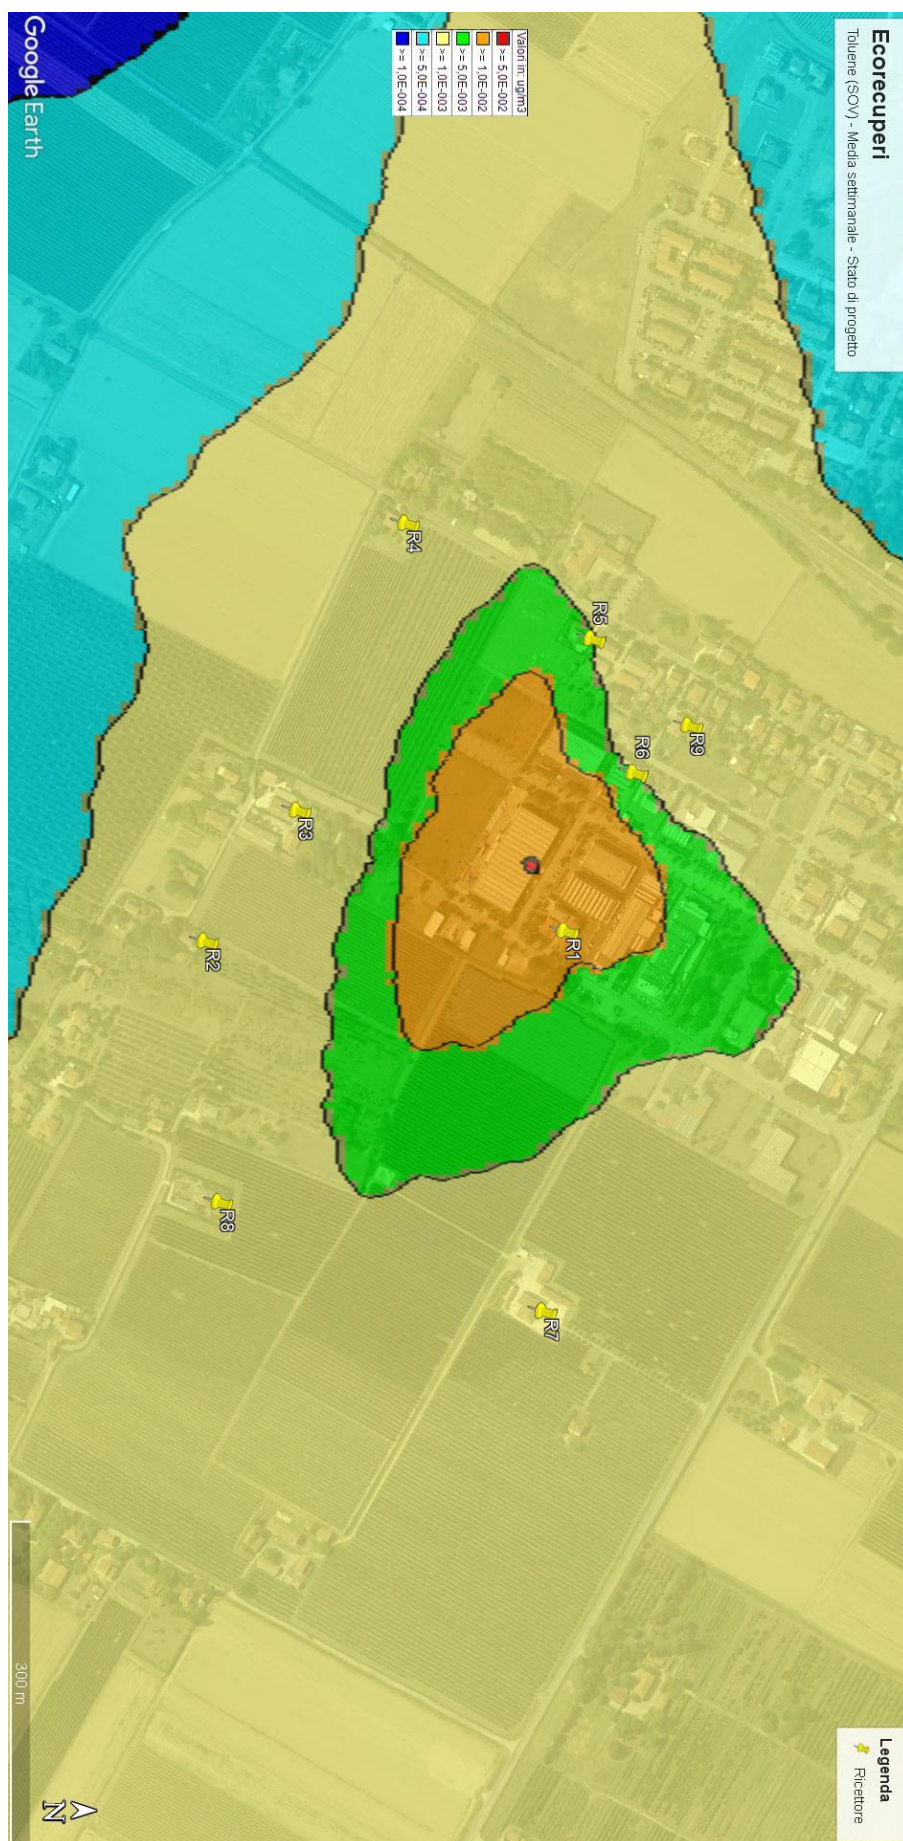 Ecorecuperi
Toluene (SOV) - Media settimanale - Stato di progetto
Legenda
Ricettore
R9
R6
R5
R1
R7
R4
R3
R2
R8
Valori in: ug/m3
>= 5,0E-002
>= 1,0E-002
>= 5,0E-003
>= 1,0E-003
>= 5,0E-004
>= 1,0E-004
Google Earth
300 m
N